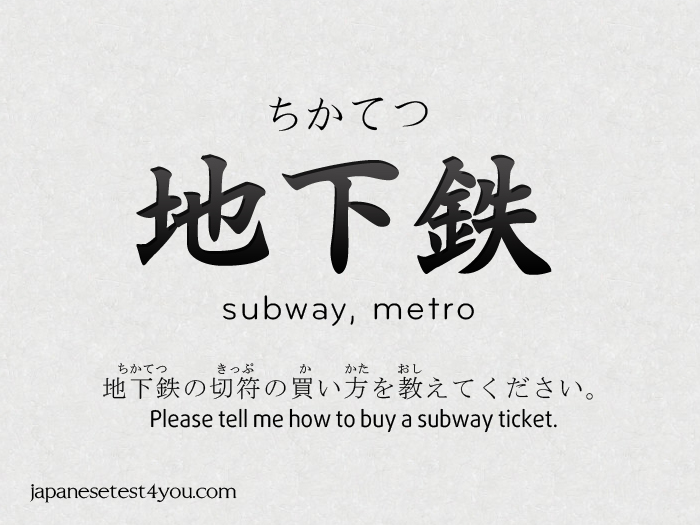 ちかてつ
地下鉄
subway, metro
ちかてつ きっぷ か かた おし
地下鉄の切符の買い方を教えてください。
Please tell me how to buy a subway ticket.
japanesetest4you.com